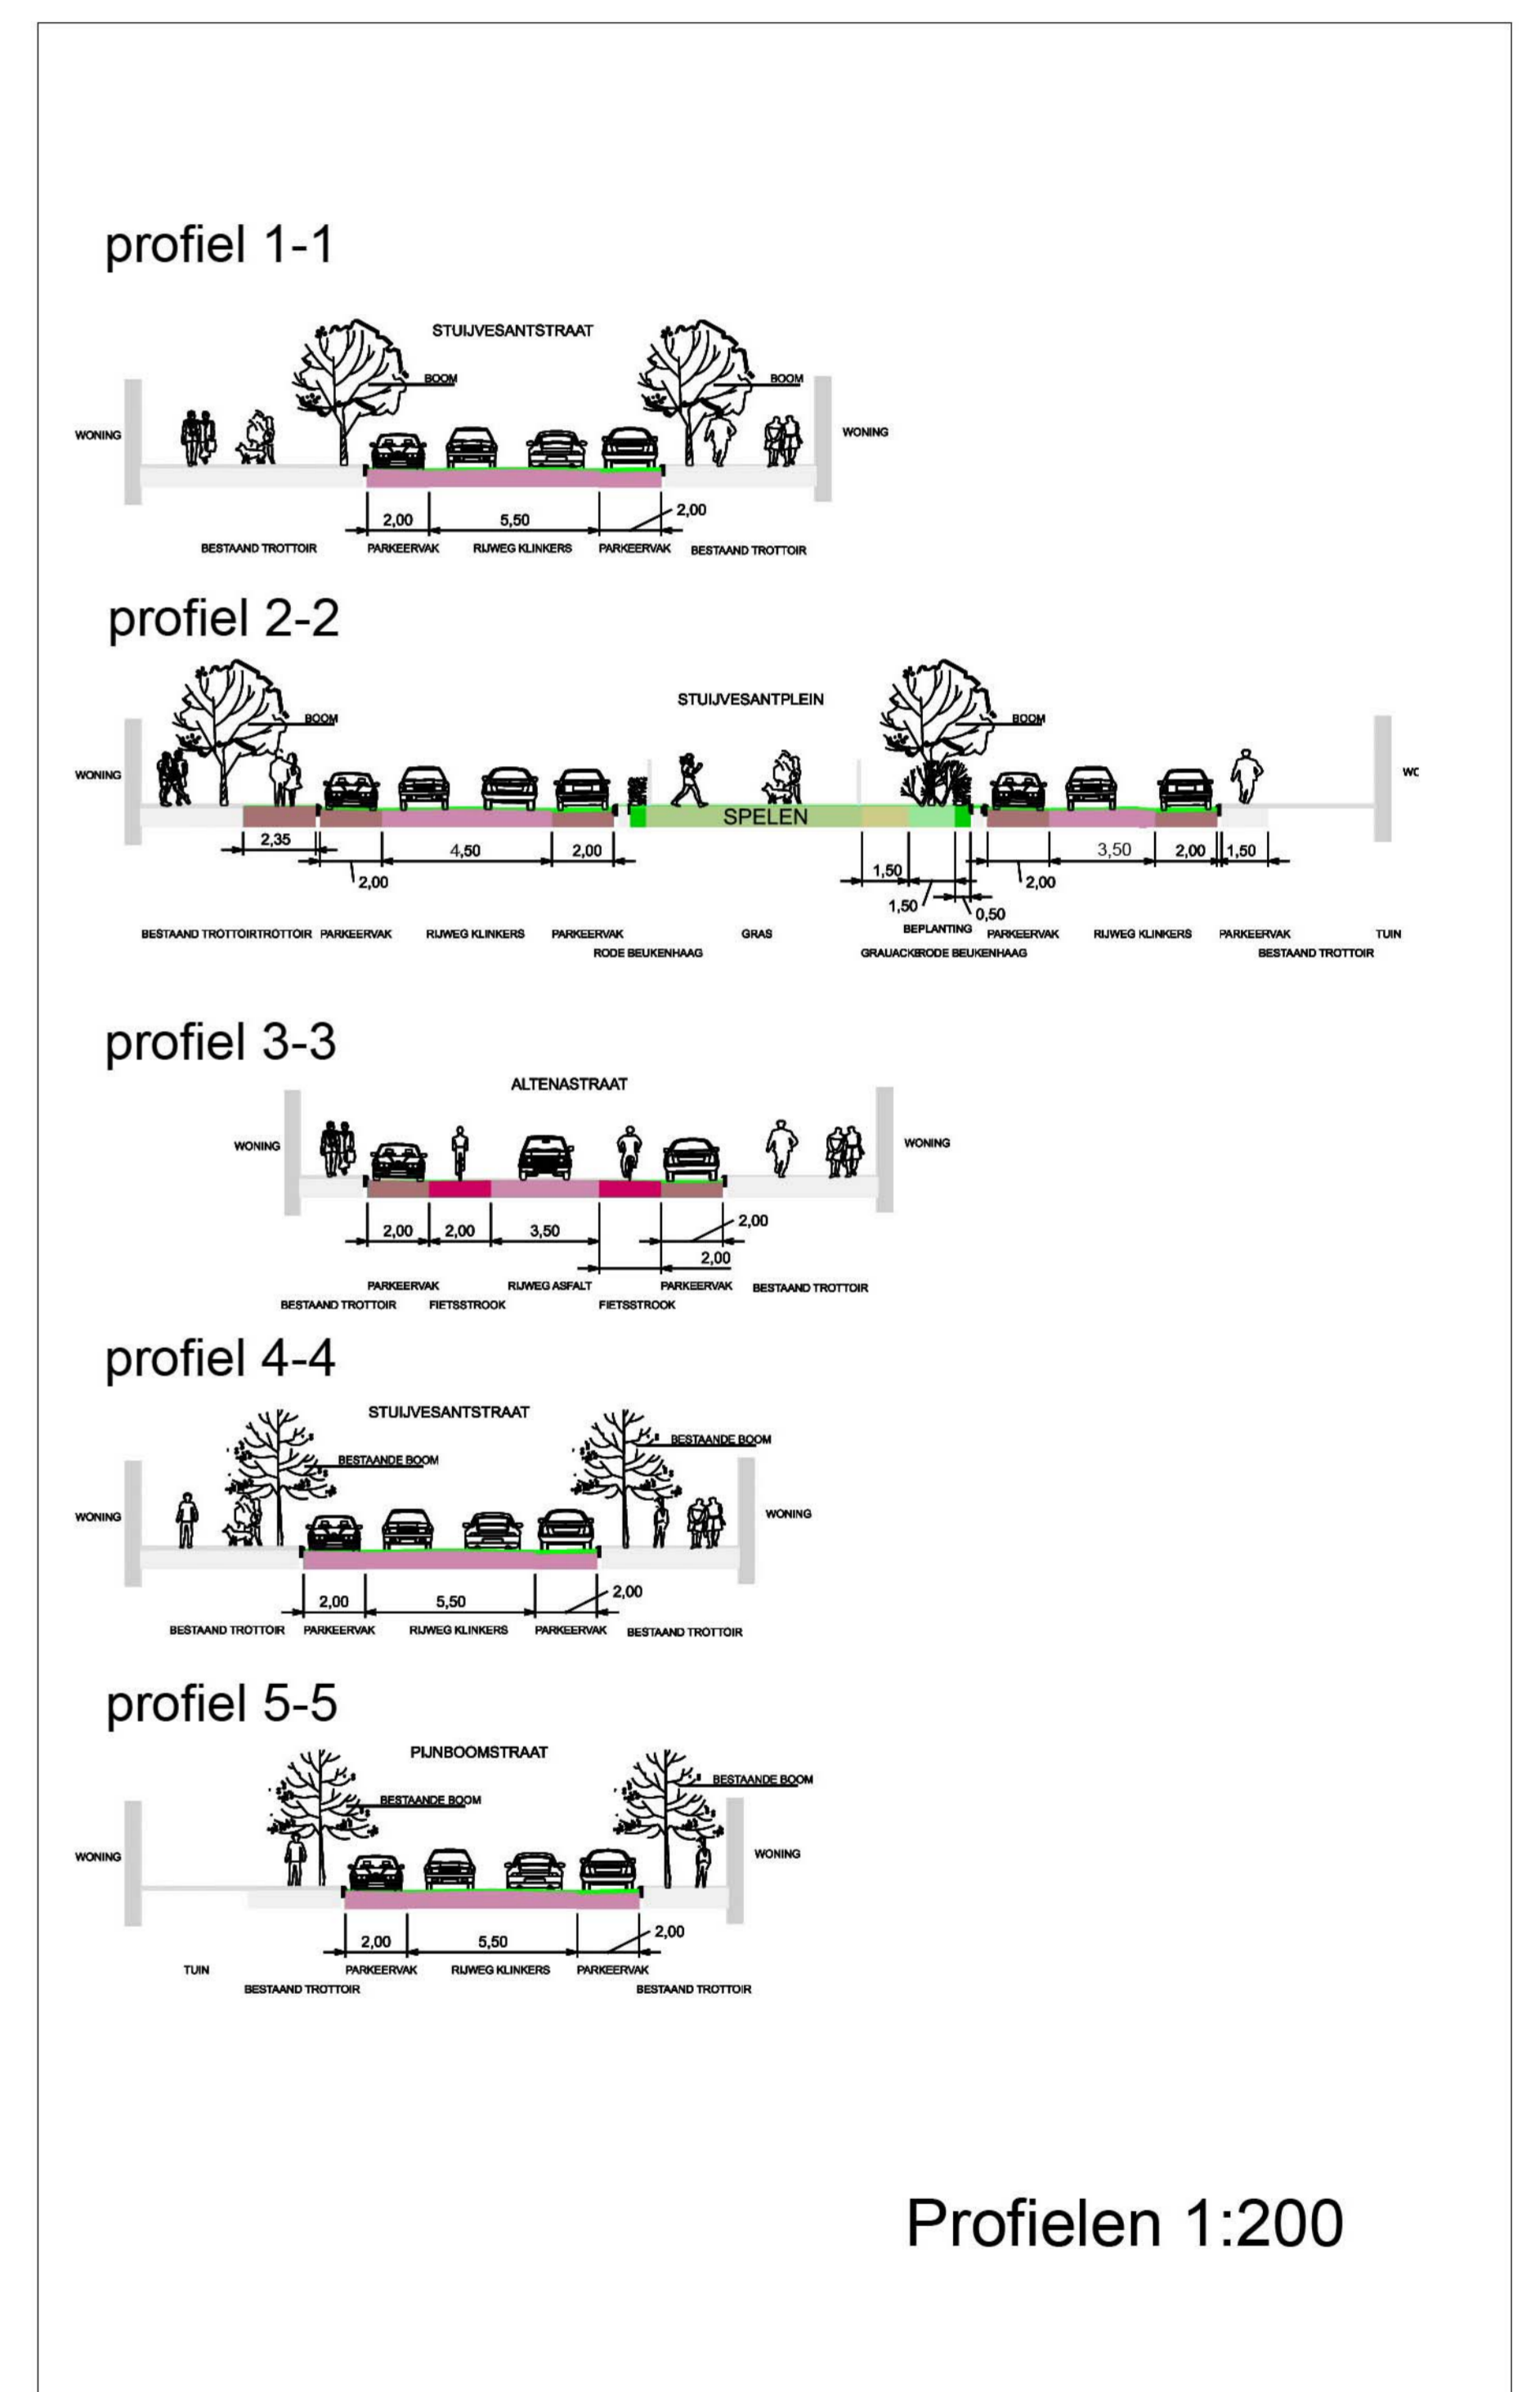 profiel 1-1
STUIJVESANTSTRAAT
BOOM
BOOM
WONING
WONING
2,00
5,50
2,00
BESTAAND TROTTOIR
PARKEERVAK
RIJWEG KLINKERS
PARKEERVAK
BESTAAND TROTTOIR
profiel 2-2
STUIJVESANTPLEIN
BOOM
BOOM
WONING
WC
SPELEN
2,35
2,00
4,50
2,00
1,50
1,50
0,50
2,00
3,50
2,00
1,50
BESTAAND TROTTOIR
TROTTOIR
PARKEERVAK
RIJWEG KLINKERS
PARKEERVAK
RODE BEUKENHAAG
GRAS
BEPLANTING
GRAUACKE
RODE BEUKENHAAG
PARKEERVAK
RIJWEG KLINKERS
PARKEERVAK
BESTAAND TROTTOIR
TUIN
profiel 3-3
ALTENASTRAAT
WONING
WONING
2,00
2,00
3,50
2,00
2,00
PARKEERVAK
RIJWEG ASFALT
PARKEERVAK
BESTAAND TROTTOIR
BESTAAND TROTTOIR
FIETSSTROOK
FIETSSTROOK
profiel 4-4
STUIJVESANTSTRAAT
BESTAANDE BOOM
BESTAANDE BOOM
WONING
WONING
2,00
5,50
2,00
BESTAAND TROTTOIR
PARKEERVAK
RIJWEG KLINKERS
PARKEERVAK
BESTAAND TROTTOIR
profiel 5-5
PIJNBOOMSTRAAT
BESTAANDE BOOM
BESTAANDE BOOM
WONING
WONING
2,00
5,50
2,00
TUIN
PARKEERVAK
RIJWEG KLINKERS
PARKEERVAK
BESTAAND TROTTOIR
BESTAAND TROTTOIR
Profielen 1:200